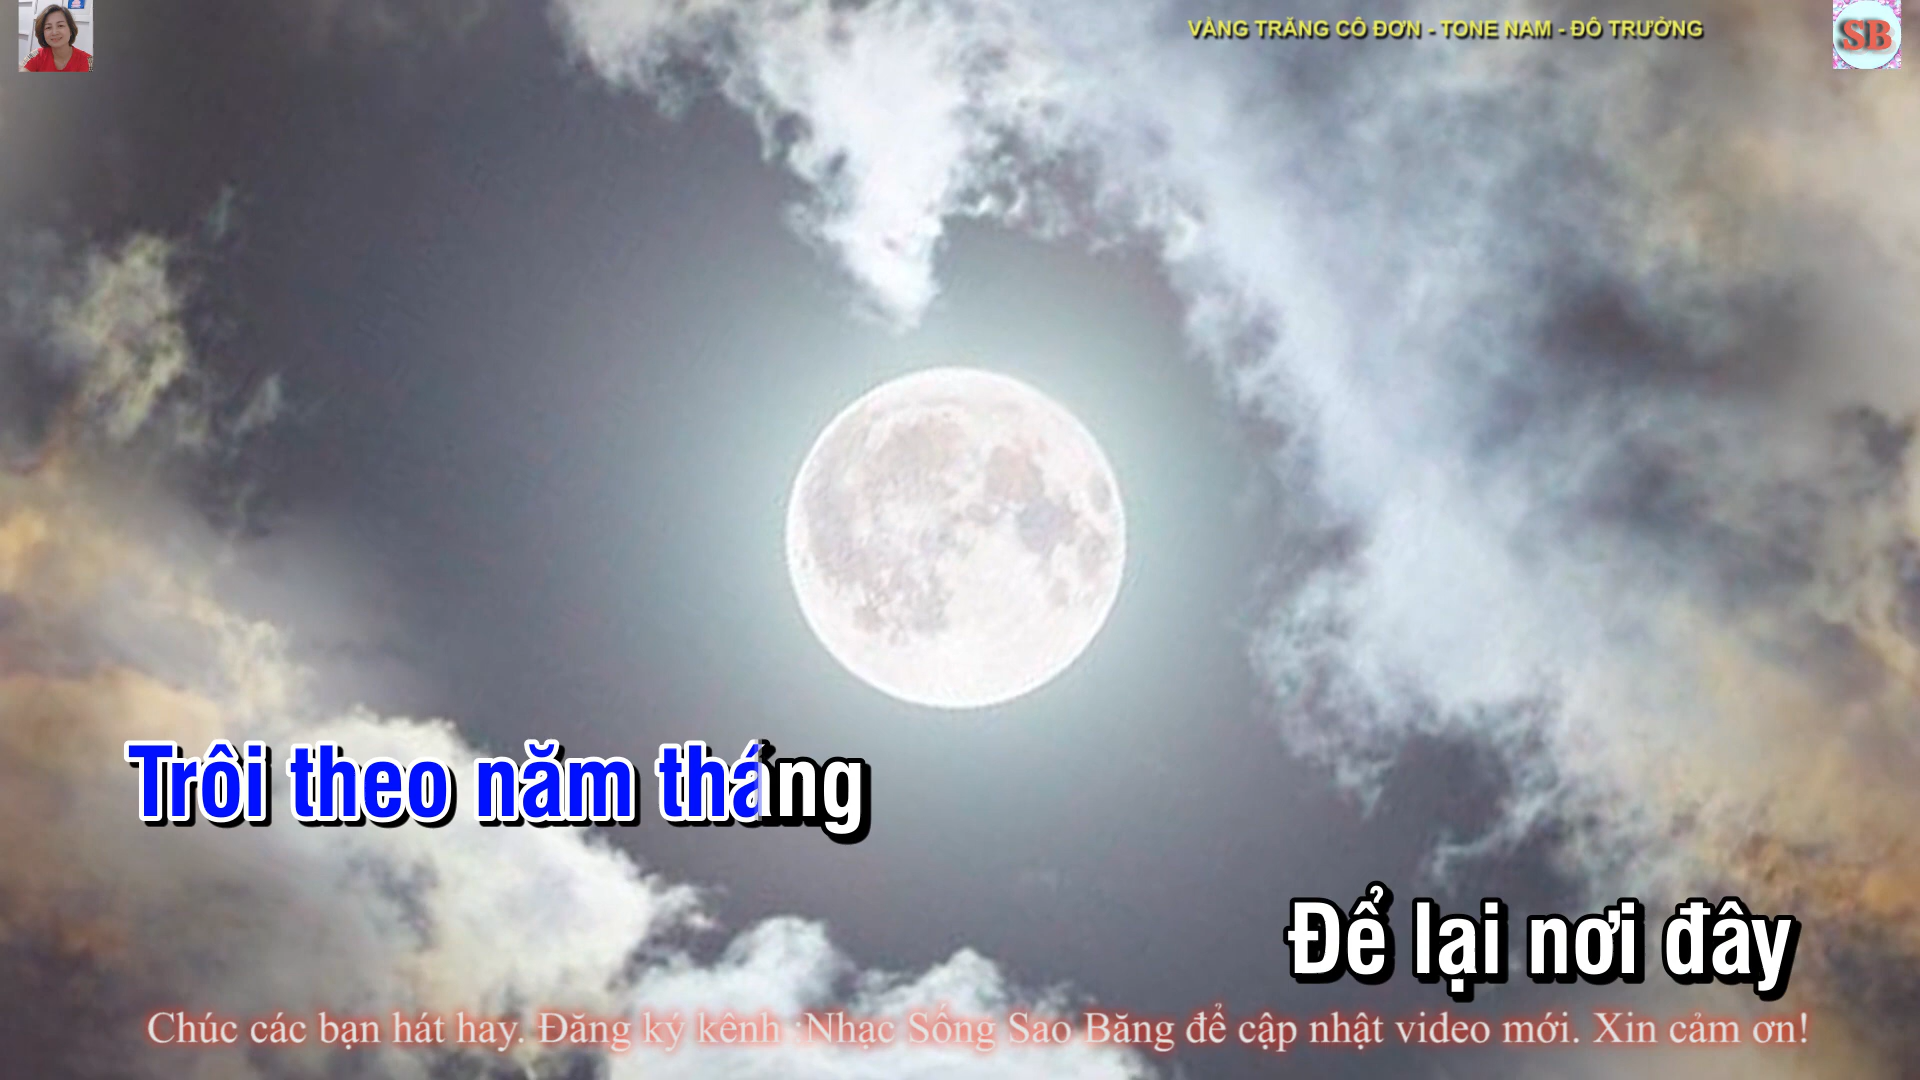 VÀNG TRĂNG CÔ ĐƠN - TONE NAM - ĐÔ TRƯỞNG
SB
Trôi theo năm tháng
Để lại nơi đây
Chúc các bạn hát hay. Đăng ký kênh :Nhạc Sống Sao Băng để cập nhật video mới. Xin cảm ơn!